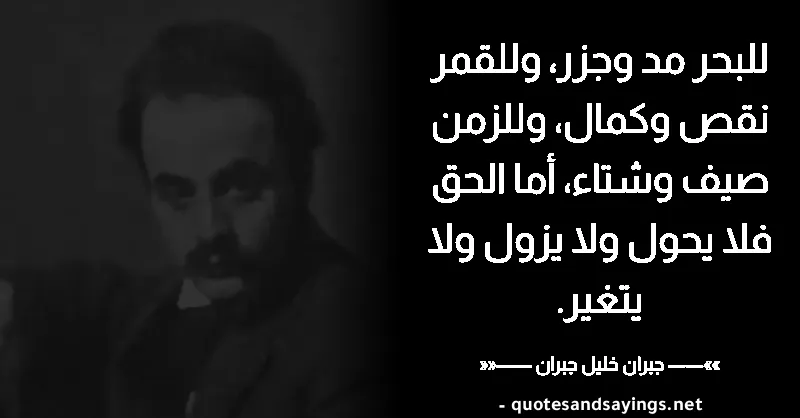 للبحر مد وجزر، وللقمر
نقص وكمال، وللزمن
صيف وشتاء، أما الحق
فلا يحول ولا يزول ولا
يتغير.
»»—— جبران خليل جبران ——««
- quotesandsayings.net